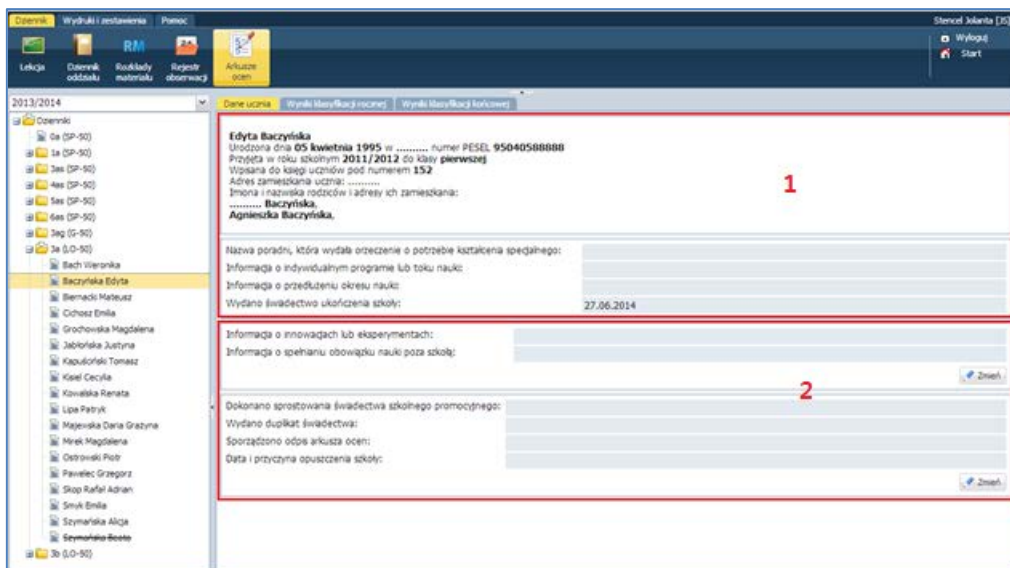 Dziennik Wydruki i zestawienia Pomoc
Stencel Jolanta [JS]
Wyloguj
Start
Lekcja
Dziennik oddziału
RM
Rozkłady materiału
Rejestr obserwacji
Arkusze ocen
2013/2014
Dzienniki
0a (SP-50)
1a (SP-50)
3as (SP-50)
4as (SP-50)
5as (SP-50)
6as (SP-50)
3ag (G-50)
3a (LO-50)
Bach Weronika
Baczyńska Edyta
Biernacki Mateusz
Cichosz Emilia
Grochowska Magdalena
Jabłońska Justyna
Kapuściński Tomasz
Kisiel Cecylia
Kowalska Renata
Lipa Patryk
Majewska Daria Grażyna
Mirek Magdalena
Ostrowski Piotr
Pawelec Grzegorz
Skop Rafał Adrian
Smyk Emilia
Szymańska Alicja
Szymańska Beata
3b (LO-50)
Dane ucznia Wyniki klasyfikacji rocznej Wyniki klasyfikacji końcowej
Edyta Baczyńska
Urodzona dnia 05 kwietnia 1995 w .......... numer PESEL 95040588888
Przyjęta w roku szkolnym 2011/2012 do klasy pierwszej
Wpisana do księgi uczniów pod numerem 152
Adres zamieszkania ucznia: ..........
Imiona i nazwiska rodziców i adresy ich zamieszkania:
.......... Baczyńska,
Agnieszka Baczyńska,
1
Nazwa poradni, która wydała orzeczenie o potrzebie kształcenia specjalnego:
Informacja o indywidualnym programie lub toku nauki:
Informacja o przedłużeniu okresu nauki:
Wydano świadectwo ukończenia szkoły: 27.06.2014
Informacja o innowacjach lub eksperymentach:
Informacja o spełnianiu obowiązku nauki poza szkołą:
Zmień
2
Dokonano sprostowania świadectwa szkolnego promocyjnego:
Wydano duplikat świadectwa:
Sporządzono odpis arkusza ocen:
Data i przyczyna opuszczenia szkoły:
Zmień